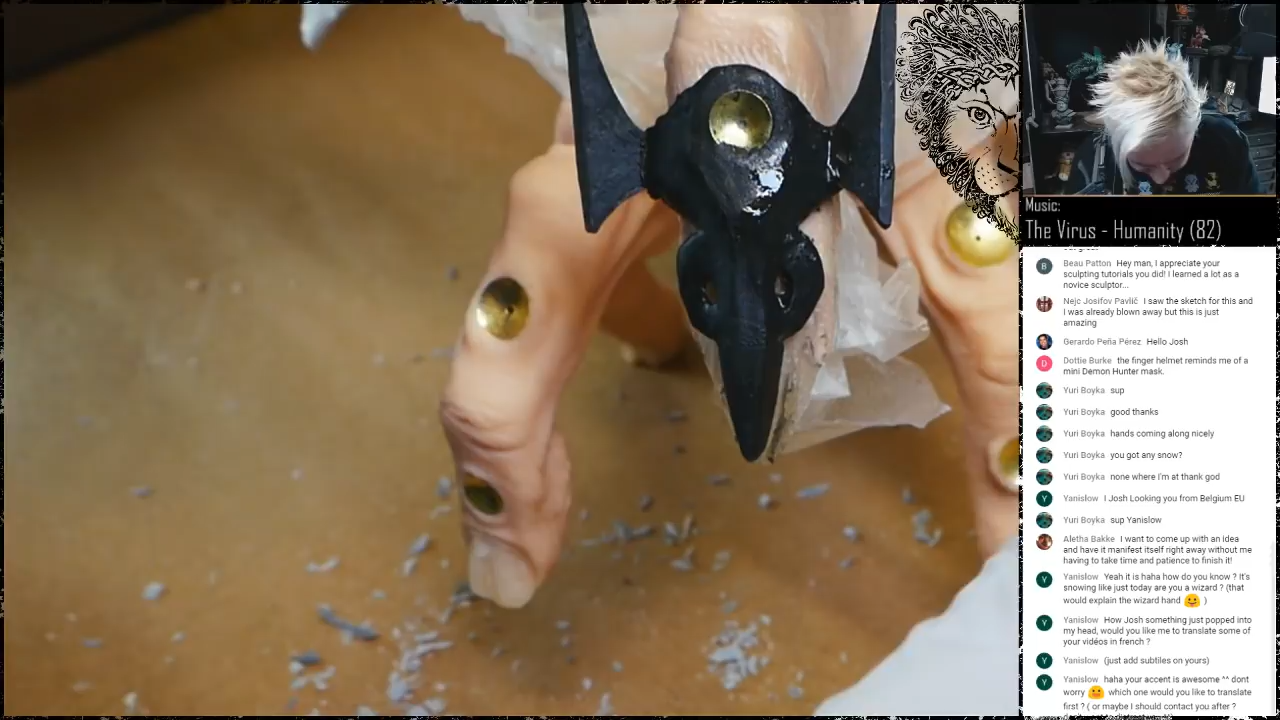 Music:
The Virus - Humanity (82)
Beau Patton Hey man, I appreciate your
sculpting tutorials you did! I learned a lot as a
novice sculptor...
Nejc Josifov Pavlič I saw the sketch for this and
I was already blown away but this is just
amazing
Gerardo Peña Pérez Hello Josh
Dottie Burke the finger helmet reminds me of a
mini Demon Hunter mask.
Yuri Boyka sup
Yuri Boyka good thanks
Yuri Boyka hands coming along nicely
Yuri Boyka you got any snow?
Yuri Boyka none where I'm at thank god
Yanislow I Josh Looking you from Belgium EU
Yuri Boyka sup Yanislow
Aletha Bakke I want to come up with an idea
and have it manifest itself right away without me
having to take time and patience to finish it!
Yanislow Yeah it is haha how do you know ? It's
snowing like just today are you a wizard ? (that
would explain the wizard hand 🤗 )
Yanislow How Josh something just popped into
my head, would you like me to translate some of
your vidéos in french ?
Yanislow (just add subtiles on yours)
Yanislow haha your accent is awesome ^^ dont
worry 🤗 which one would you like to translate
first ? ( or maybe I should contact you after ?